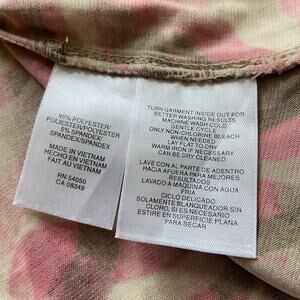 95% POLYESTER/
POLYESTER/POLYESTER
5% SPANDEX
SPANDEX/SPANDEX
MADE IN VIETNAM
HECHO EN VIETNAM
FAIT AU VIETNAM
RN 54050
CA 08349
TURN GARMENT INSIDE OUT FOR
BETTER WASHING RESULTS
MACHINE WASH COLD
GENTLE CYCLE
ONLY NON-CHLORINE BLEACH
WHEN NEEDED
LAY FLAT TO DRY
WARM IRON IF NECESSARY
CAN BE DRY CLEANED
LAVE CON AL PARTE DE ADENTRO
HACIA AFUERA PARA MEJORES
RESULTADOS
LAVADO A MAQUINA CON AGUA
FRIA
CICLO DELICADO
SOLAMENTE BLANQUEADOR SIN
CLORO, SI ES NECESARIO
ESTIRE EN SUPERFICIE PLANA
PARA SECAR